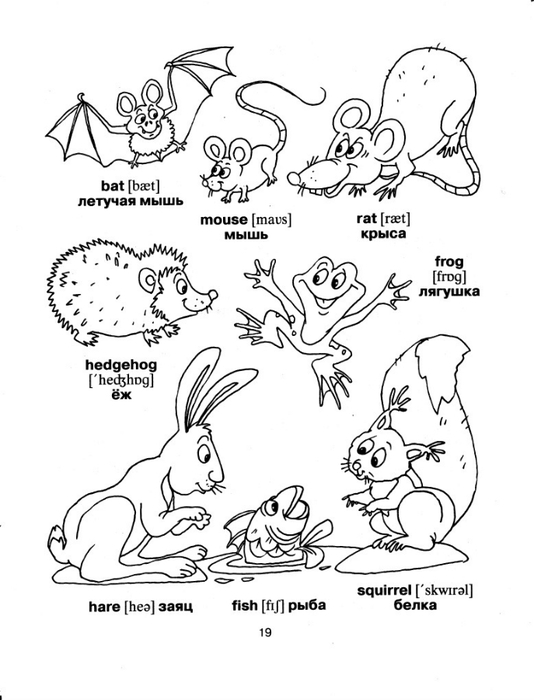 bat [bæt]
летучая мышь
mouse [maʊs]
мышь
rat [ræt]
крыса
frog
[frɒg]
лягушка
hedgehog
[ˊheʤhɒg]
ёж
hare [heə] заяц
fish [fɪʃ] рыба
squirrel [ˊskwɪrəl]
белка
19